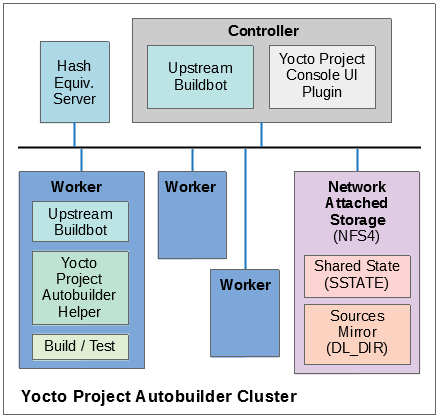 Controller
Hash
Equiv.
Server
Upstream
Buildbot
Yocto Project
Console UI
Plugin
Worker
Upstream
Buildbot
Yocto
Project
Autobuilder
Helper
Build / Test
Worker
Worker
Network
Attached
Storage
(NFS4)
Shared State
(SSTATE)
Sources
Mirror
(DL_DIR)
Yocto Project Autobuilder Cluster